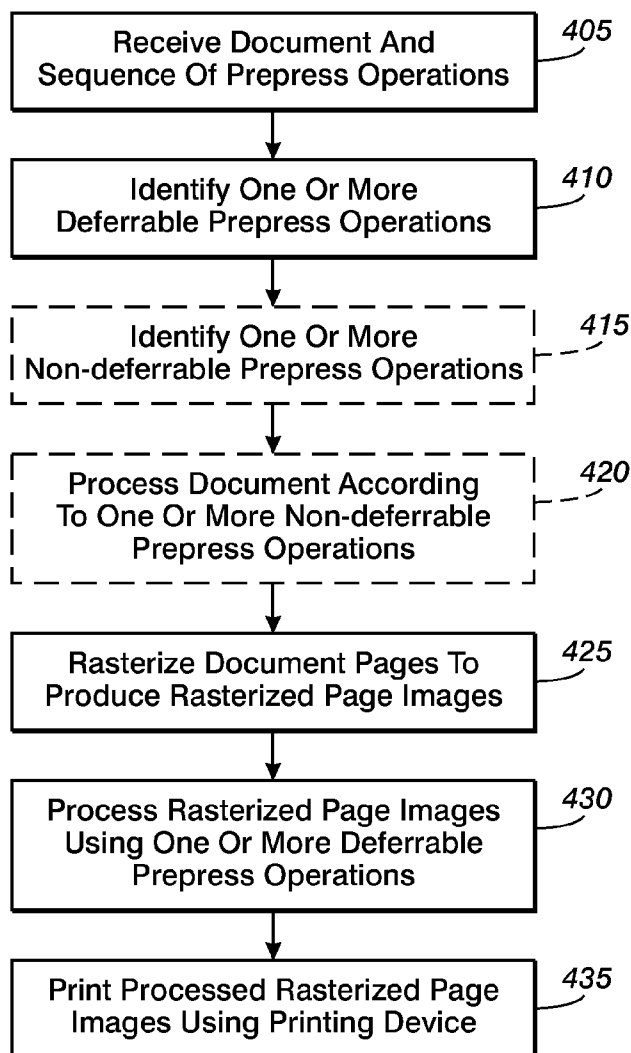 Receive Document And
Sequence Of Prepress Operations
405
Identify One Or More
Deferrable Prepress Operations
410
Identify One Or More
Non-deferrable Prepress Operations
415
Process Document According
To One Or More Non-deferrable
Prepress Operations
420
Rasterize Document Pages To
Produce Rasterized Page Images
425
Process Rasterized Page Images
Using One Or More Deferrable
Prepress Operations
430
Print Processed Rasterized Page
Images Using Printing Device
435